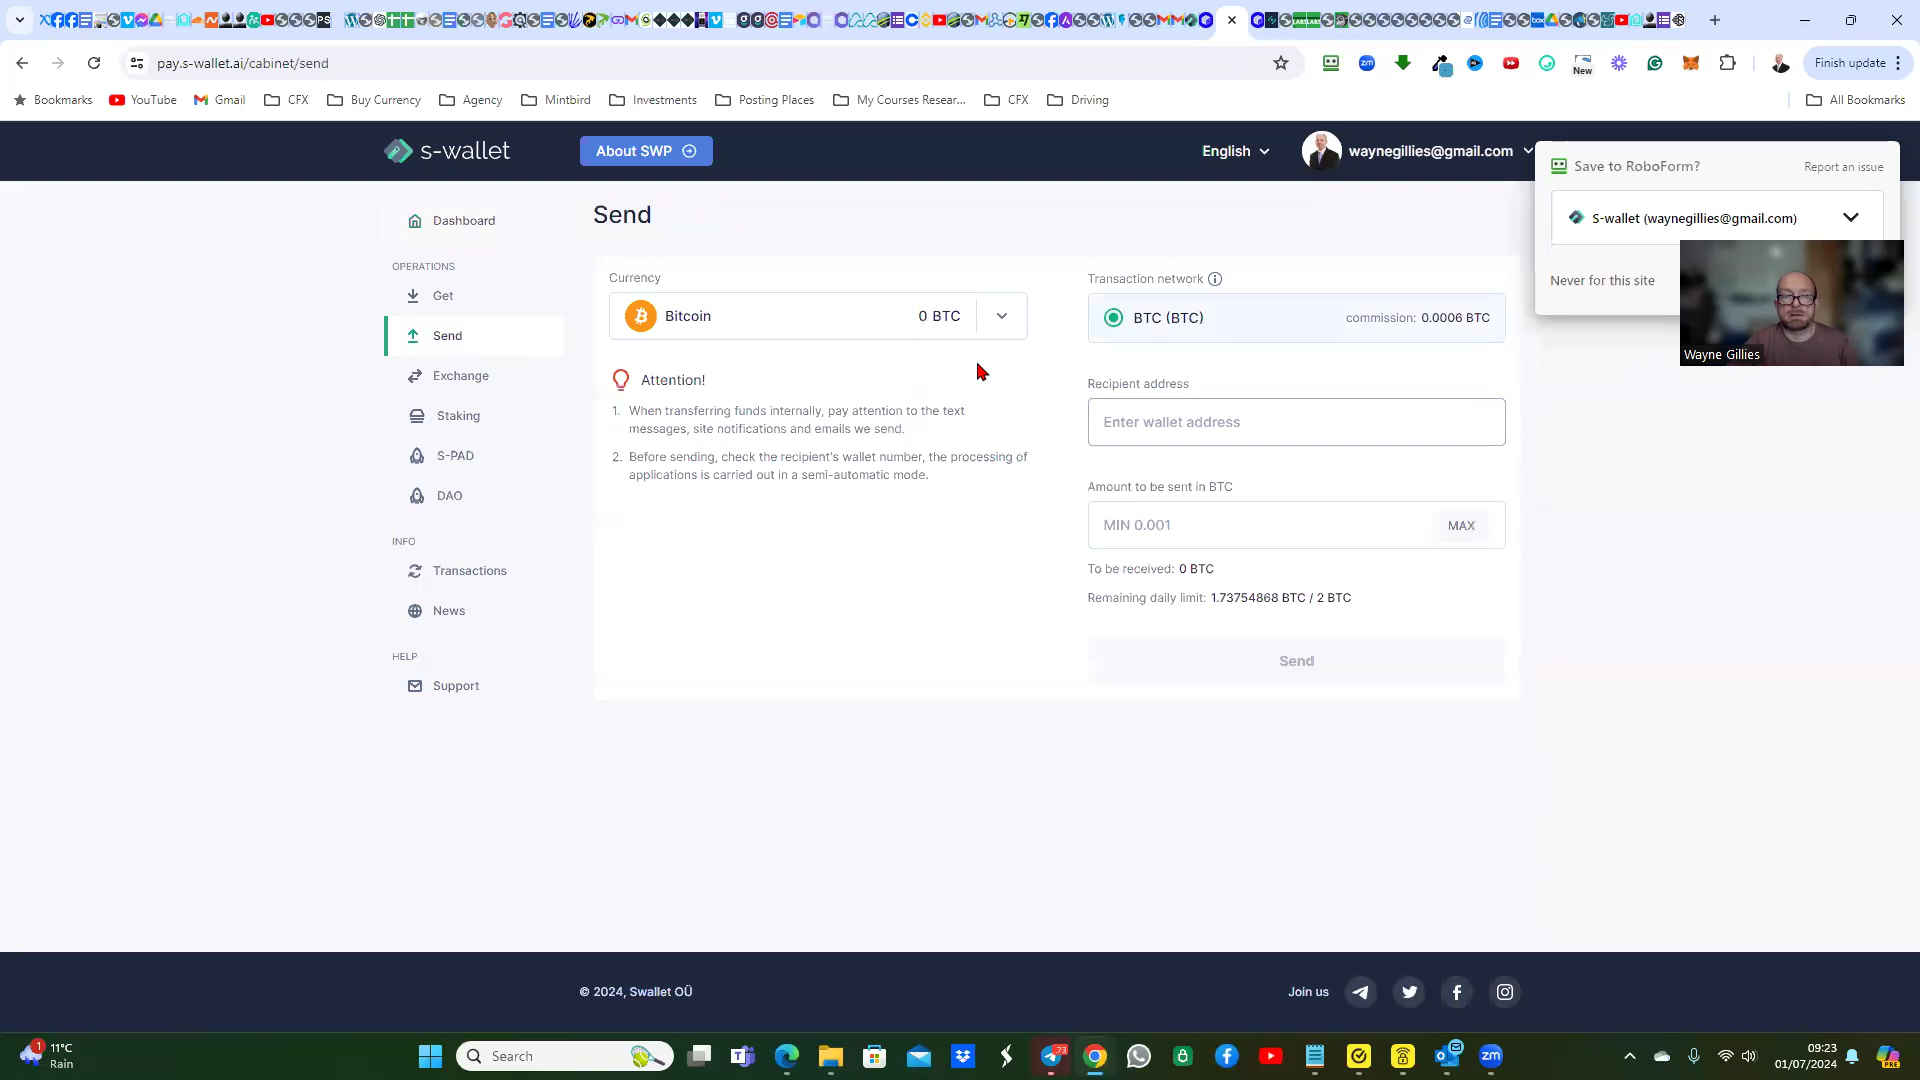 pay.s-wallet.ai/cabinet/send
New
Finish update
Bookmarks
YouTube
Gmail
CFX
Buy Currency
Agency
Mintbird
Investments
Posting Places
My Courses Resear...
CFX
Driving
All Bookmarks
s-wallet
About SWP
English
waynegillies@gmail.com
Save to RoboForm?
Report an issue
S-wallet (waynegillies@gmail.com)
Never for this site
Wayne Gillies
Dashboard
OPERATIONS
Get
Send
Exchange
Staking
S-PAD
DAO
INFO
Transactions
News
HELP
Support
Send
Currency
Bitcoin
0 BTC
Attention!
1. When transferring funds internally, pay attention to the text
messages, site notifications and emails we send.
2. Before sending, check the recipient's wallet number, the processing of
applications is carried out in a semi-automatic mode.
Transaction network
BTC (BTC)
commission: 0.0006 BTC
Recipient address
Enter wallet address
Amount to be sent in BTC
MIN 0.001
MAX
To be received: 0 BTC
Remaining daily limit: 1.73754868 BTC / 2 BTC
Send
© 2024, Swallet OÜ
Join us
1
11°C
Rain
Search
73
zm
09:23
01/07/2024
PRE